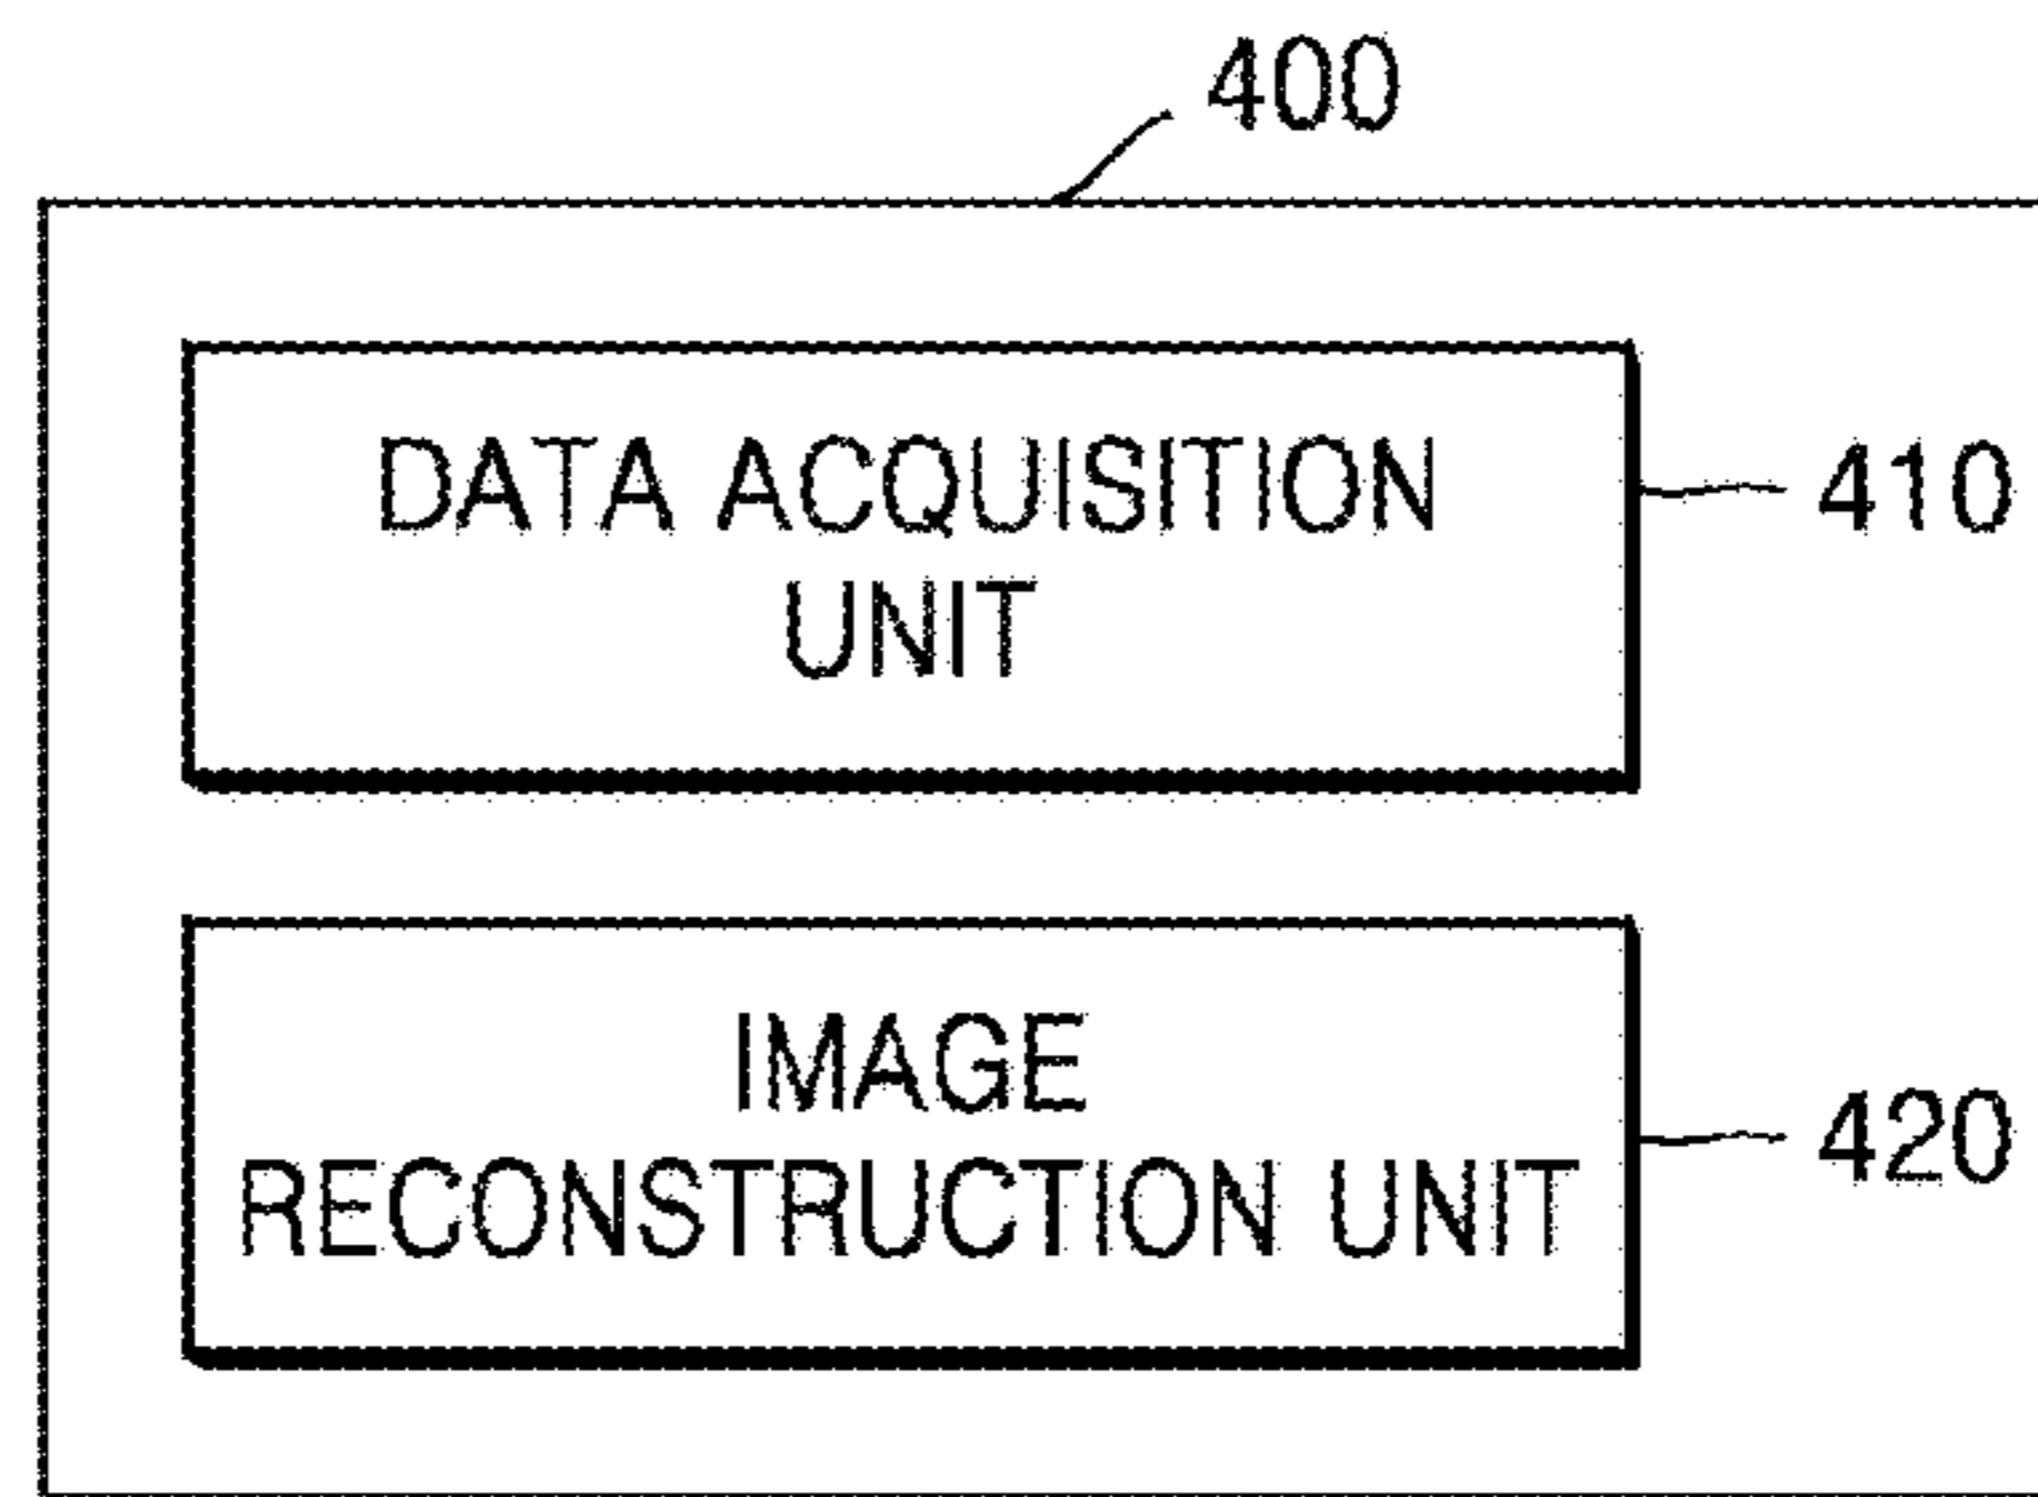 400
DATA ACQUISITION
UNIT
410
IMAGE
RECONSTRUCTION UNIT
420